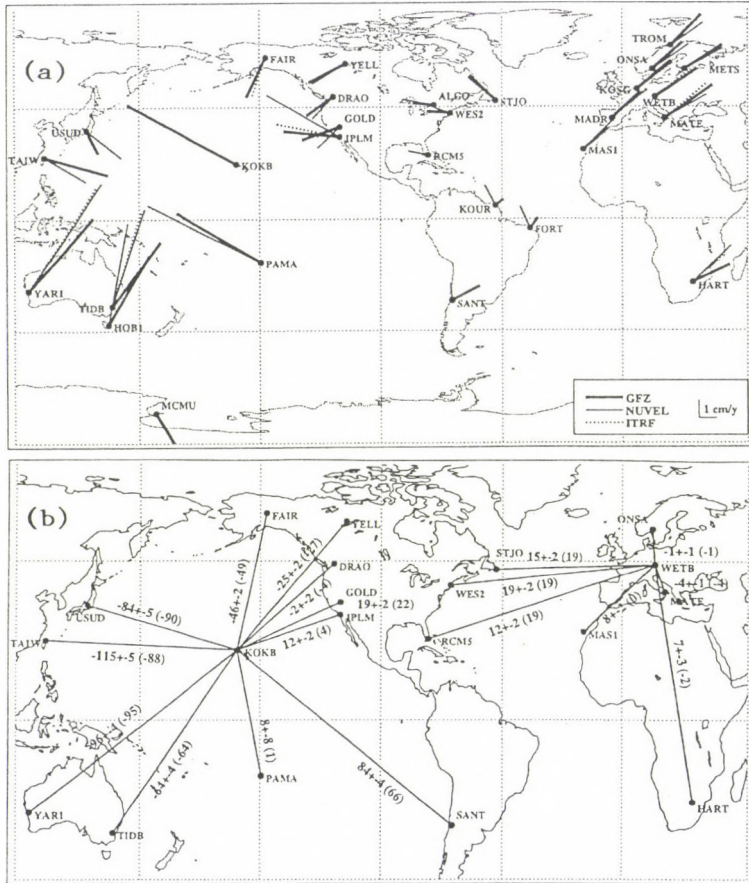 (a)
TROM
FAIR
YELL
ONSA
METS
KOSG
DRAO
ALGO
STJO
WETB
GOLD
WES2
MADR
MATE
USUD
JPLM
TAIW
RCM5
MAS1
KOKB
KOUR
FORT
PAMA
YAR1
TIDB
HOB1
SANT
HART
MCMU
GFZ
NUVEL
ITRF
1 cm/y
(b)
FAIR
YELL
ONSA
-46+-2 (-49)
-25+-2 (-27)
DRAO
STJO
15+-2 (19)
-1+-1 (-1)
WETB
-2+-2 (-4)
GOLD
19+-2 (22)
WES2
19+-2 (19)
MATE
-84+-5 (-90)
USUD
JPLM
12+-2 (4)
RCM5
12+-2 (19)
MAS1
TAIW
-115+-5 (-88)
KOKB
7+-3 (-2)
-96+-4 (-95)
-64+-4 (-64)
8+-8 (1)
84+-4 (66)
PAMA
YAR1
TIDB
SANT
HART